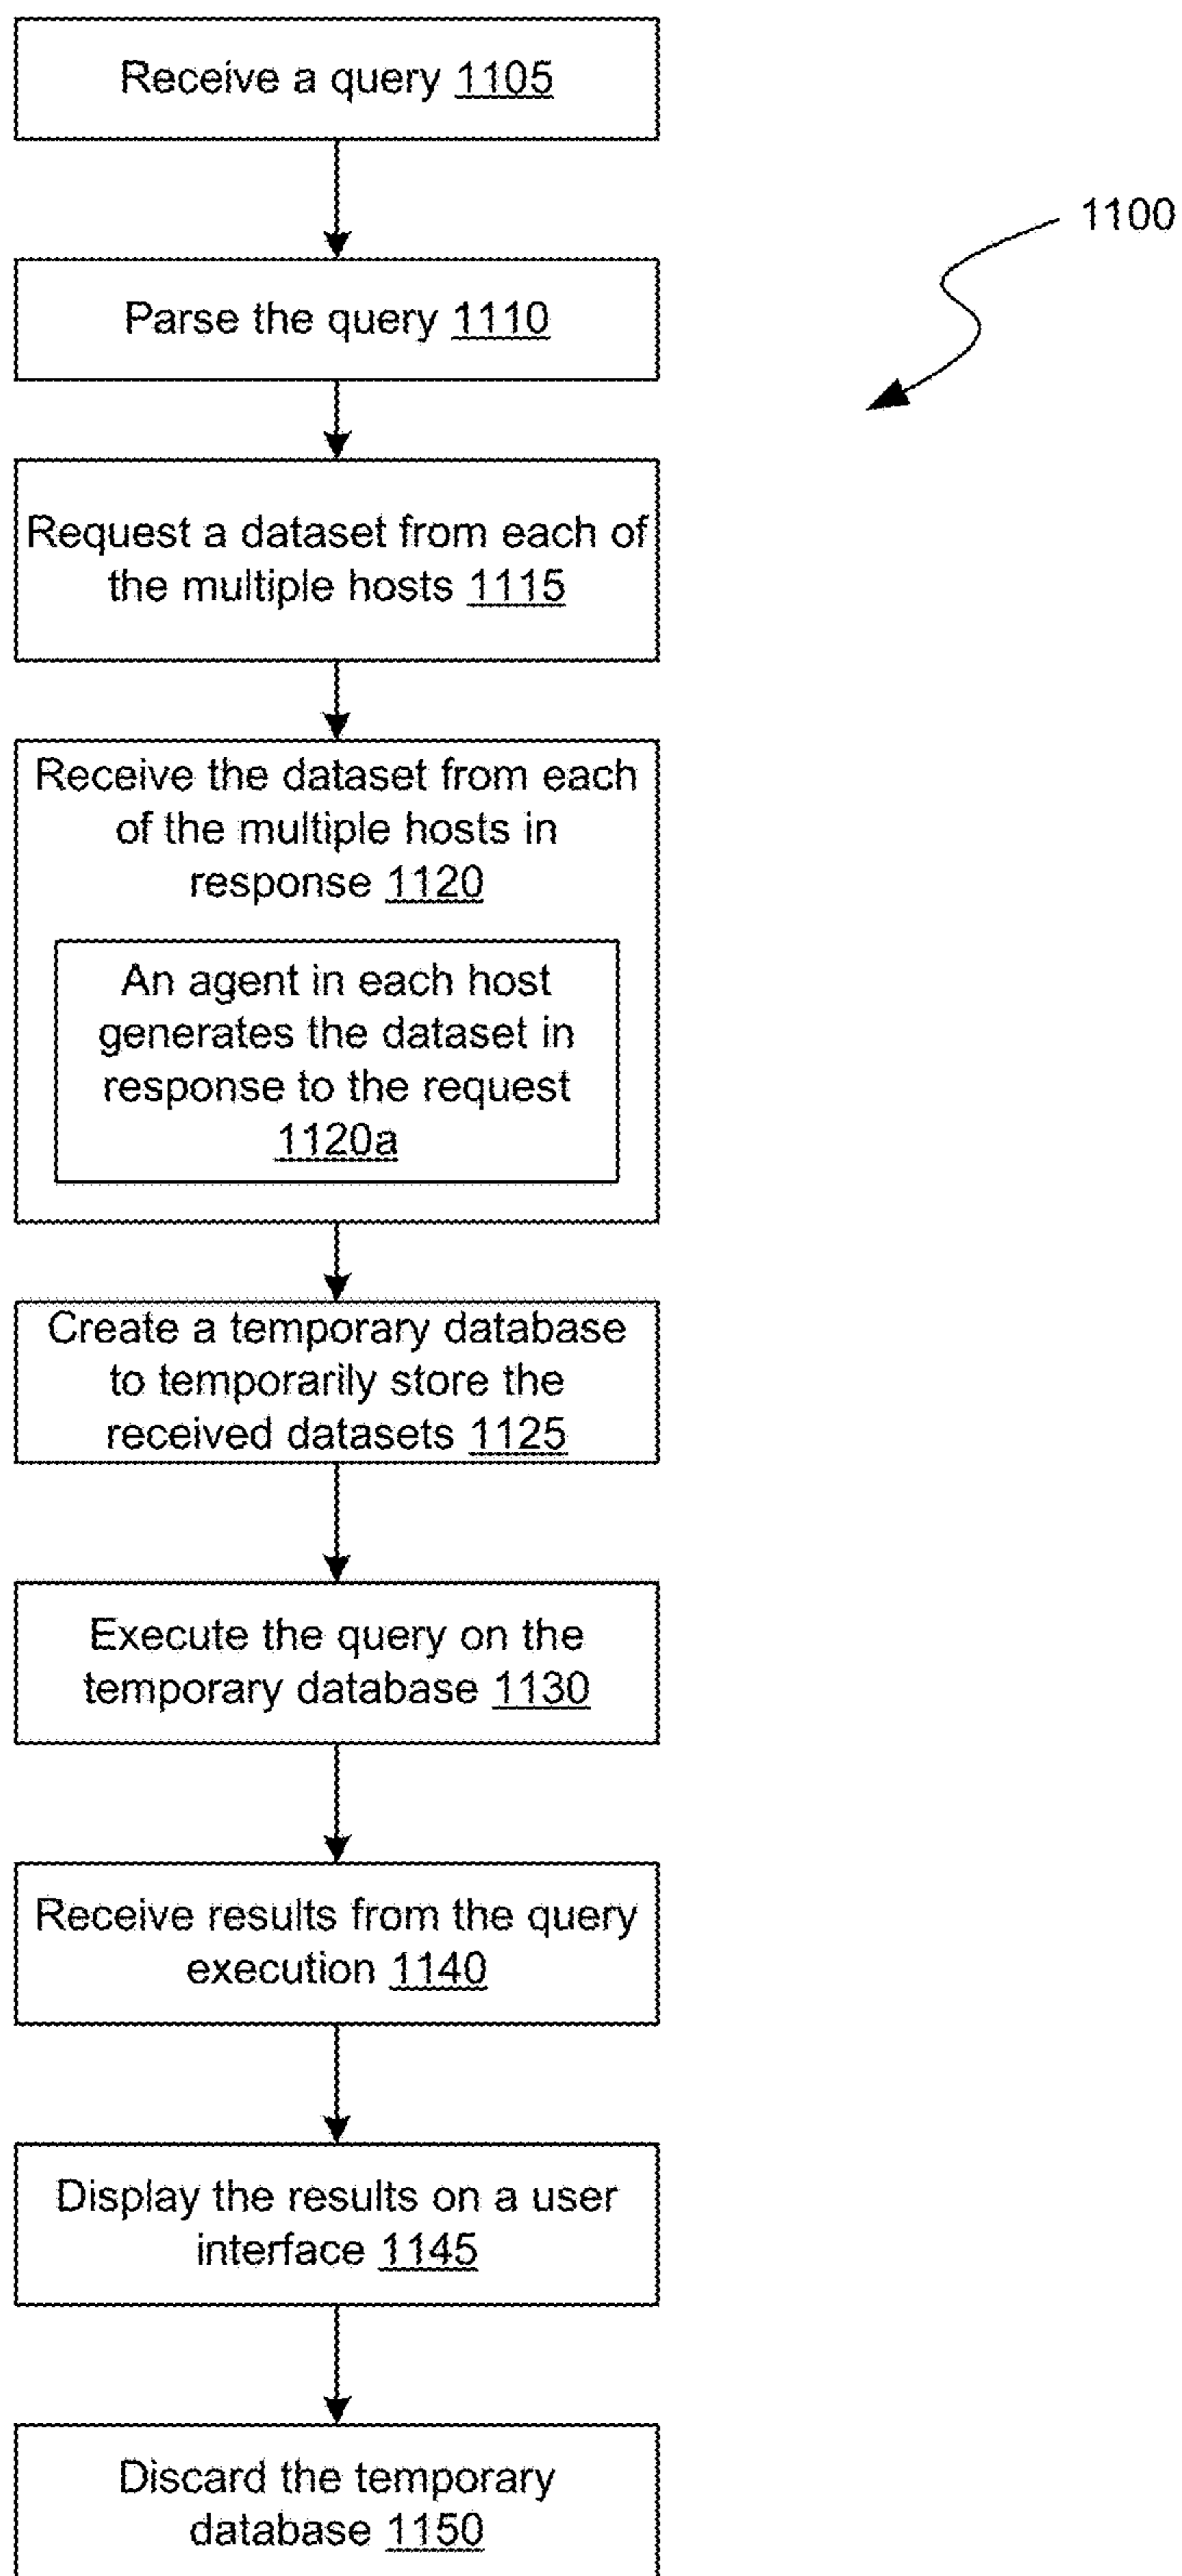 Receive a query 1105
1100
Parse the query 1110
Request a dataset from each of
the multiple hosts 1115
Receive the dataset from each
of the multiple hosts in
response 1120
An agent in each host
generates the dataset in
response to the request
1120a
Create a temporary database
to temporarily store the
received datasets 1125
Execute the query on the
temporary database 1130
Receive results from the query
execution 1140
Display the results on a user
interface 1145
Discard the temporary
database 1150